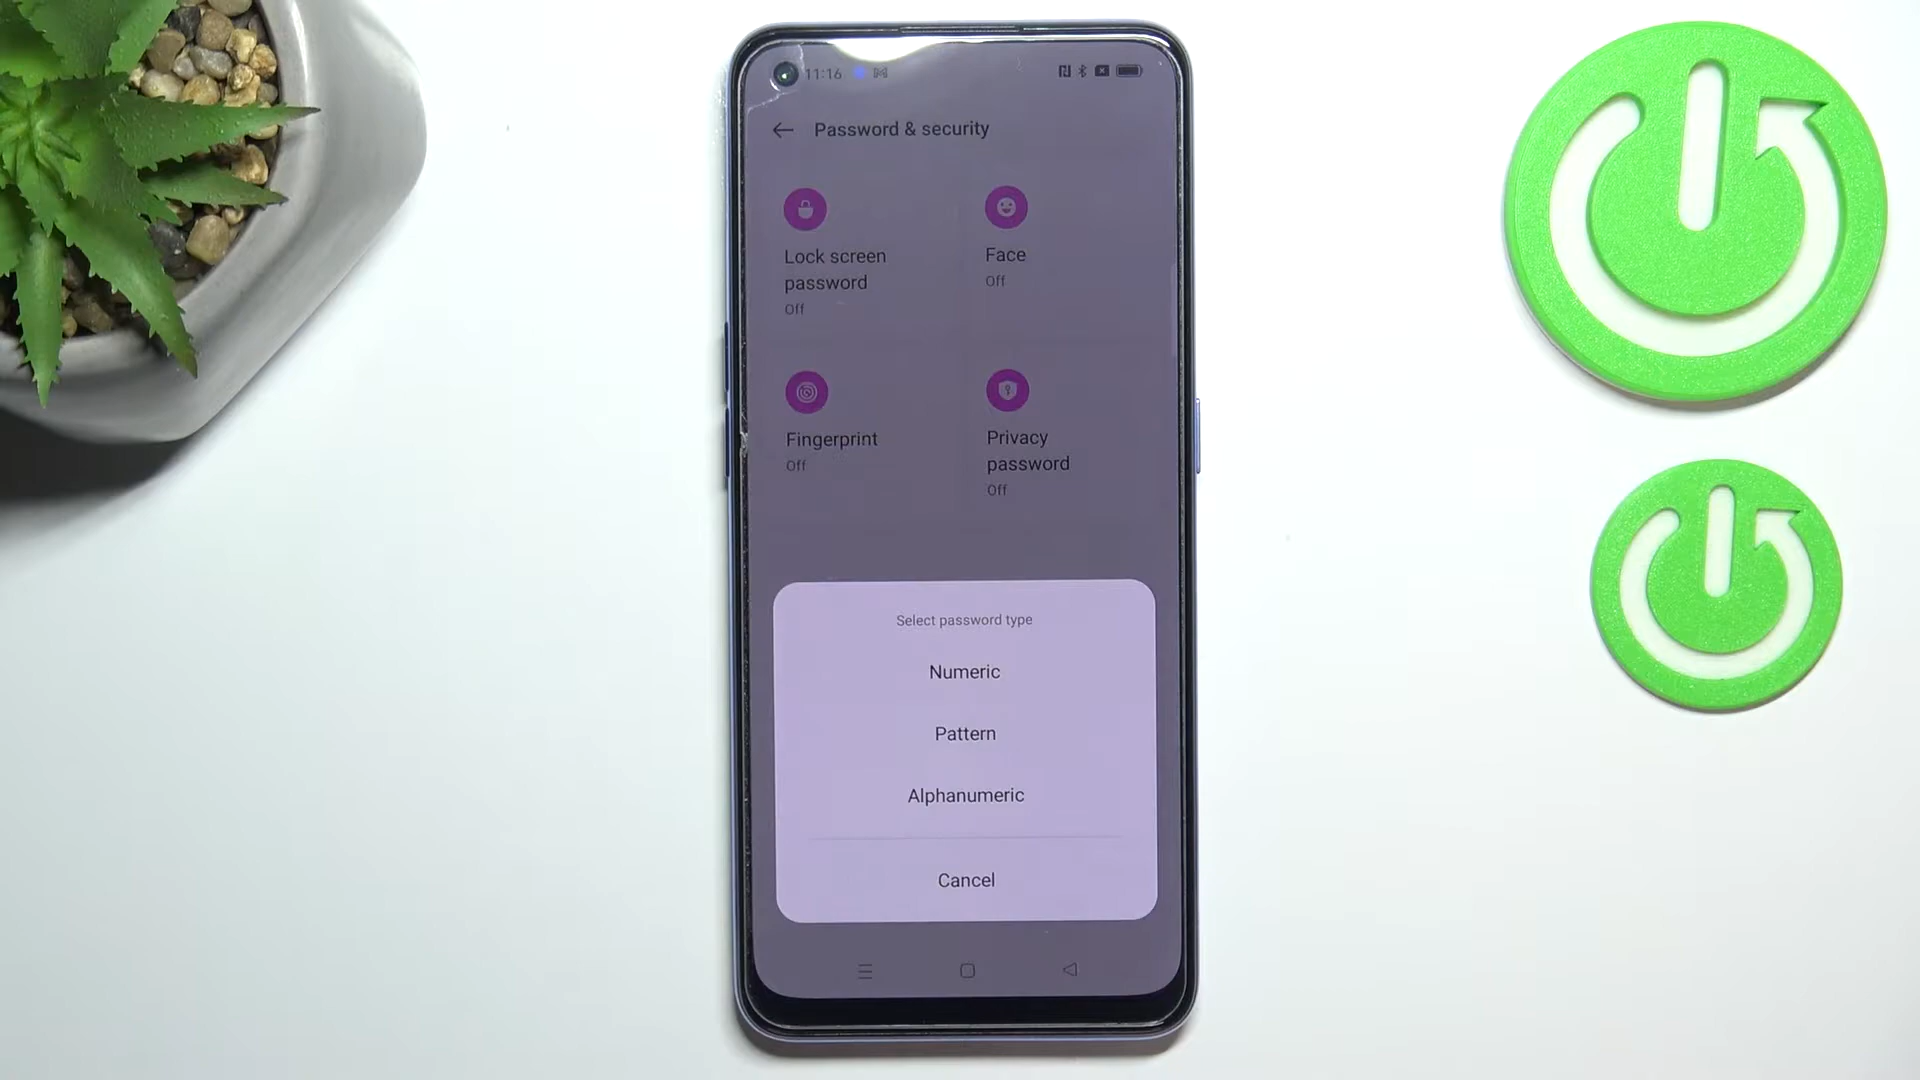 11:16
Password & security
Lock screen
password
Off
Face
Off
Fingerprint
Off
Privacy
password
Off
Select password type
Numeric
Pattern
Alphanumeric
Cancel